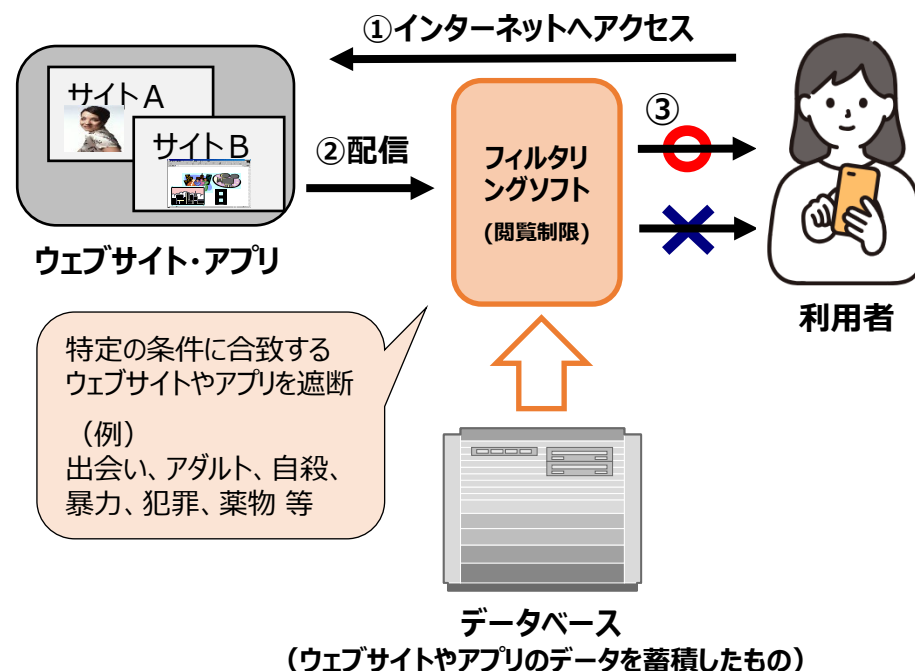 ①インターネットへアクセス
サイトA
サイトB
②配信
③
フィルタリ
ングソフト
(閲覧制限)
ウェブサイト・アプリ
利用者
特定の条件に合致する
ウェブサイトやアプリを遮断
（例）
出会い、アダルト、自殺、
暴力、犯罪、薬物 等
データベース
（ウェブサイトやアプリのデータを蓄積したもの）